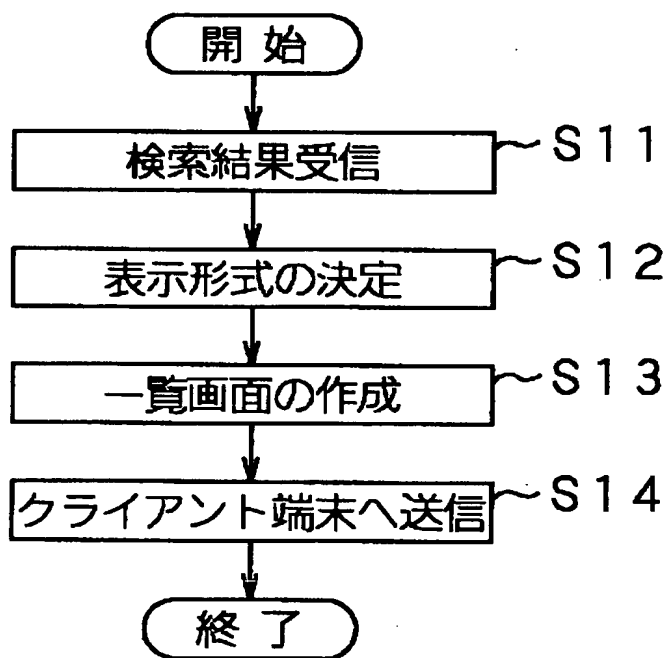 開始
検索結果受信
S11
表示形式の決定
S12
一覧画面の作成
S13
クライアント端末へ送信
S14
終了